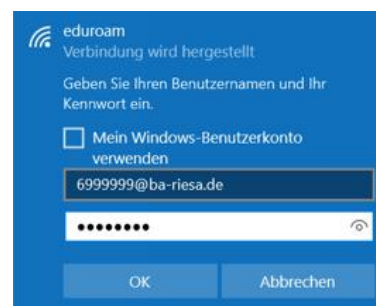 eduroam
Verbindung wird hergestellt
Geben Sie Ihren Benutzernamen und Ihr
Kennwort ein.
Mein Windows-Benutzerkonto
verwenden
6999999@ba-riesa.de
••••••••
OK Abbrechen